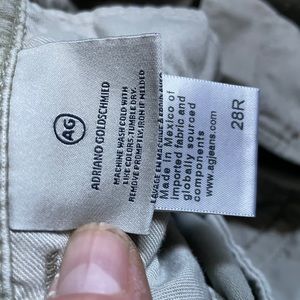 AG
ADRIANO GOLDSCHMIED
MACHINE WASH COLD WITH
LIKE COLORS. TUMBLE DRY.
REMOVE PROMPTLY. IRON IF NEEDED
28R
Made in Mexico of
imported fabric and
globally sourced
components
www.agjeans.com